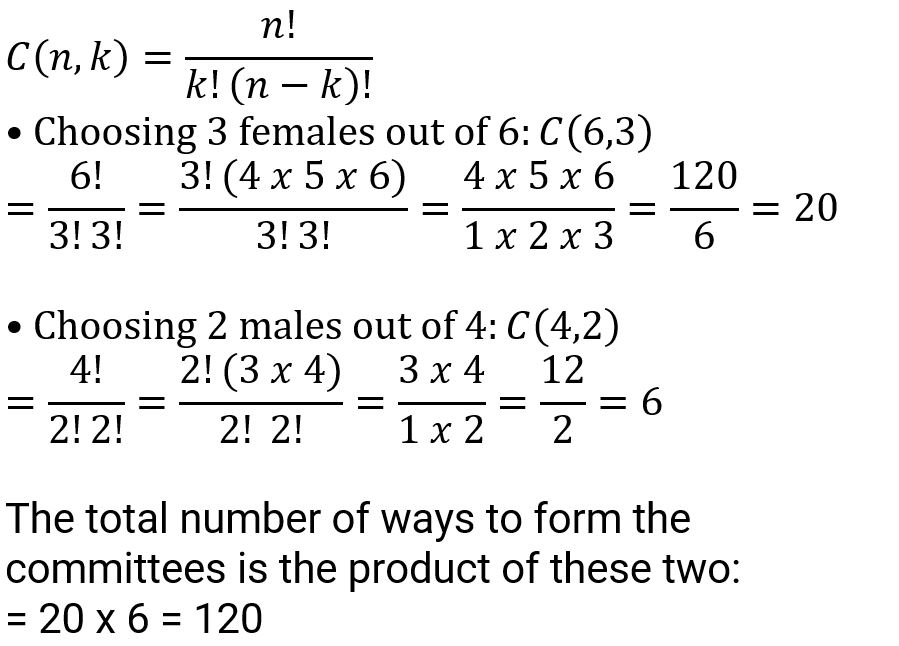 C(n, k) = n! / k! (n − k)!
• Choosing 3 females out of 6: C(6,3)
= 6! / 3! 3! = 3! (4 x 5 x 6) / 3! 3! = 4 x 5 x 6 / 1 x 2 x 3 = 120 / 6 = 20
• Choosing 2 males out of 4: C(4,2)
= 4! / 2! 2! = 2! (3 x 4) / 2! 2! = 3 x 4 / 1 x 2 = 12 / 2 = 6
The total number of ways to form the
committees is the product of these two:
= 20 x 6 = 120